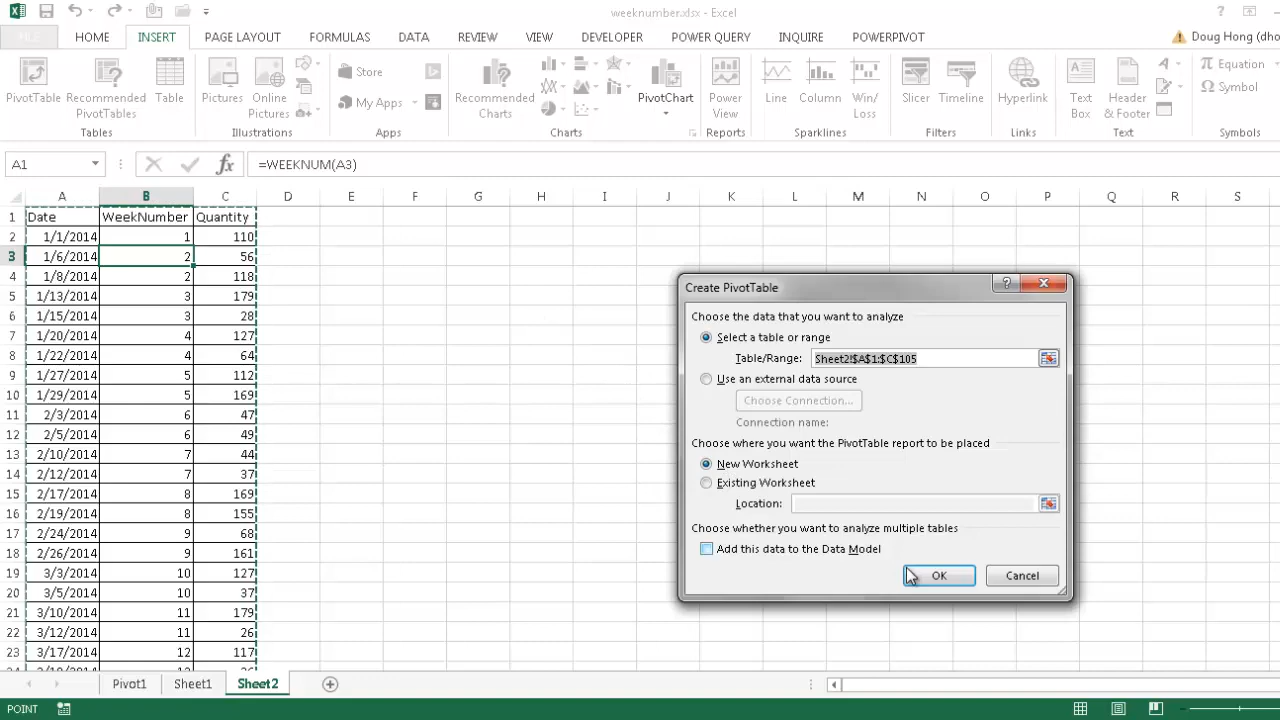 weeknumber.xlsx - Excel
FILE HOME INSERT PAGE LAYOUT FORMULAS DATA REVIEW VIEW DEVELOPER POWER QUERY INQUIRE POWERPIVOT Doug Hong (dho
PivotTable Recommended PivotTables Table
Pictures Online Pictures
Store
My Apps
Recommended Charts
PivotChart
Power View
Line Column Win/ Loss
Slicer Timeline
Hyperlink
Text Box Header & Footer
Equation
Symbol
Tables Illustrations Apps Charts Reports Sparklines Filters Links Text Symbols
A1 fx =WEEKNUM(A3)
A B C D E F G H I J K L M N O P Q R S
1 Date WeekNumber Quantity
2 1/1/2014 1 110
3 1/6/2014 2 56
4 1/8/2014 2 118
5 1/13/2014 3 179
6 1/15/2014 3 28
7 1/20/2014 4 127
8 1/22/2014 4 64
9 1/27/2014 5 112
10 1/29/2014 5 169
11 2/3/2014 6 47
12 2/5/2014 6 49
13 2/10/2014 7 44
14 2/12/2014 7 37
15 2/17/2014 8 169
16 2/19/2014 8 155
17 2/24/2014 9 68
18 2/26/2014 9 161
19 3/3/2014 10 127
20 3/5/2014 10 37
21 3/10/2014 11 179
22 3/12/2014 11 26
23 3/17/2014 12 117
Create PivotTable
Choose the data that you want to analyze
Select a table or range
Table/Range: Sheet2!$A$1:$C$105
Use an external data source
Choose Connection...
Connection name:
Choose where you want the PivotTable report to be placed
New Worksheet
Existing Worksheet
Location:
Choose whether you want to analyze multiple tables
Add this data to the Data Model
OK Cancel
Pivot1 Sheet1 Sheet2
POINT